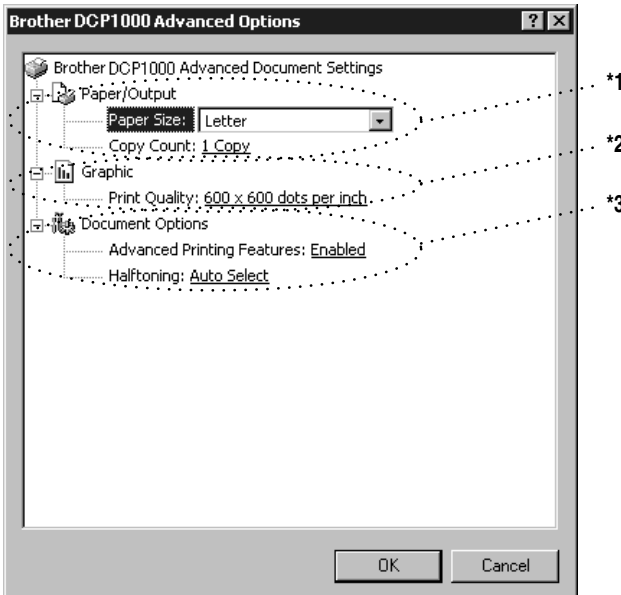 Brother DCP1000 Advanced Options
Brother DCP1000 Advanced Document Settings
*1
Paper/Output
Paper Size: Letter
Copy Count: 1 Copy
*2
Graphic
Print Quality: 600 x 600 dots per inch
*3
Document Options
Advanced Printing Features: Enabled
Halftoning: Auto Select
OK Cancel